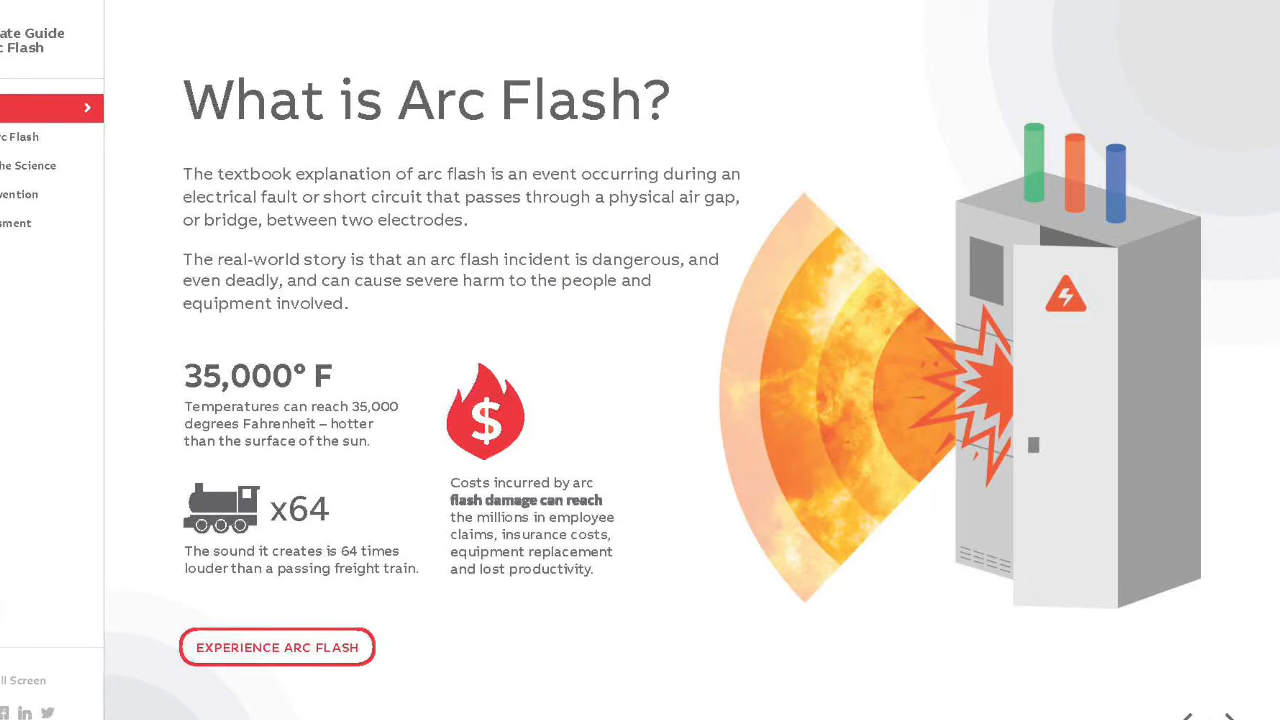 ate Guide
c Flash
rc Flash
he Science
vention
sment
ll Screen
What is Arc Flash?
The textbook explanation of arc flash is an event occurring during an
electrical fault or short circuit that passes through a physical air gap,
or bridge, between two electrodes.
The real-world story is that an arc flash incident is dangerous, and
even deadly, and can cause severe harm to the people and
equipment involved.
35,000° F
Temperatures can reach 35,000
degrees Fahrenheit – hotter
than the surface of the sun.
x64
The sound it creates is 64 times
louder than a passing freight train.
$
Costs incurred by arc
flash damage can reach
the millions in employee
claims, insurance costs,
equipment replacement
and lost productivity.
EXPERIENCE ARC FLASH